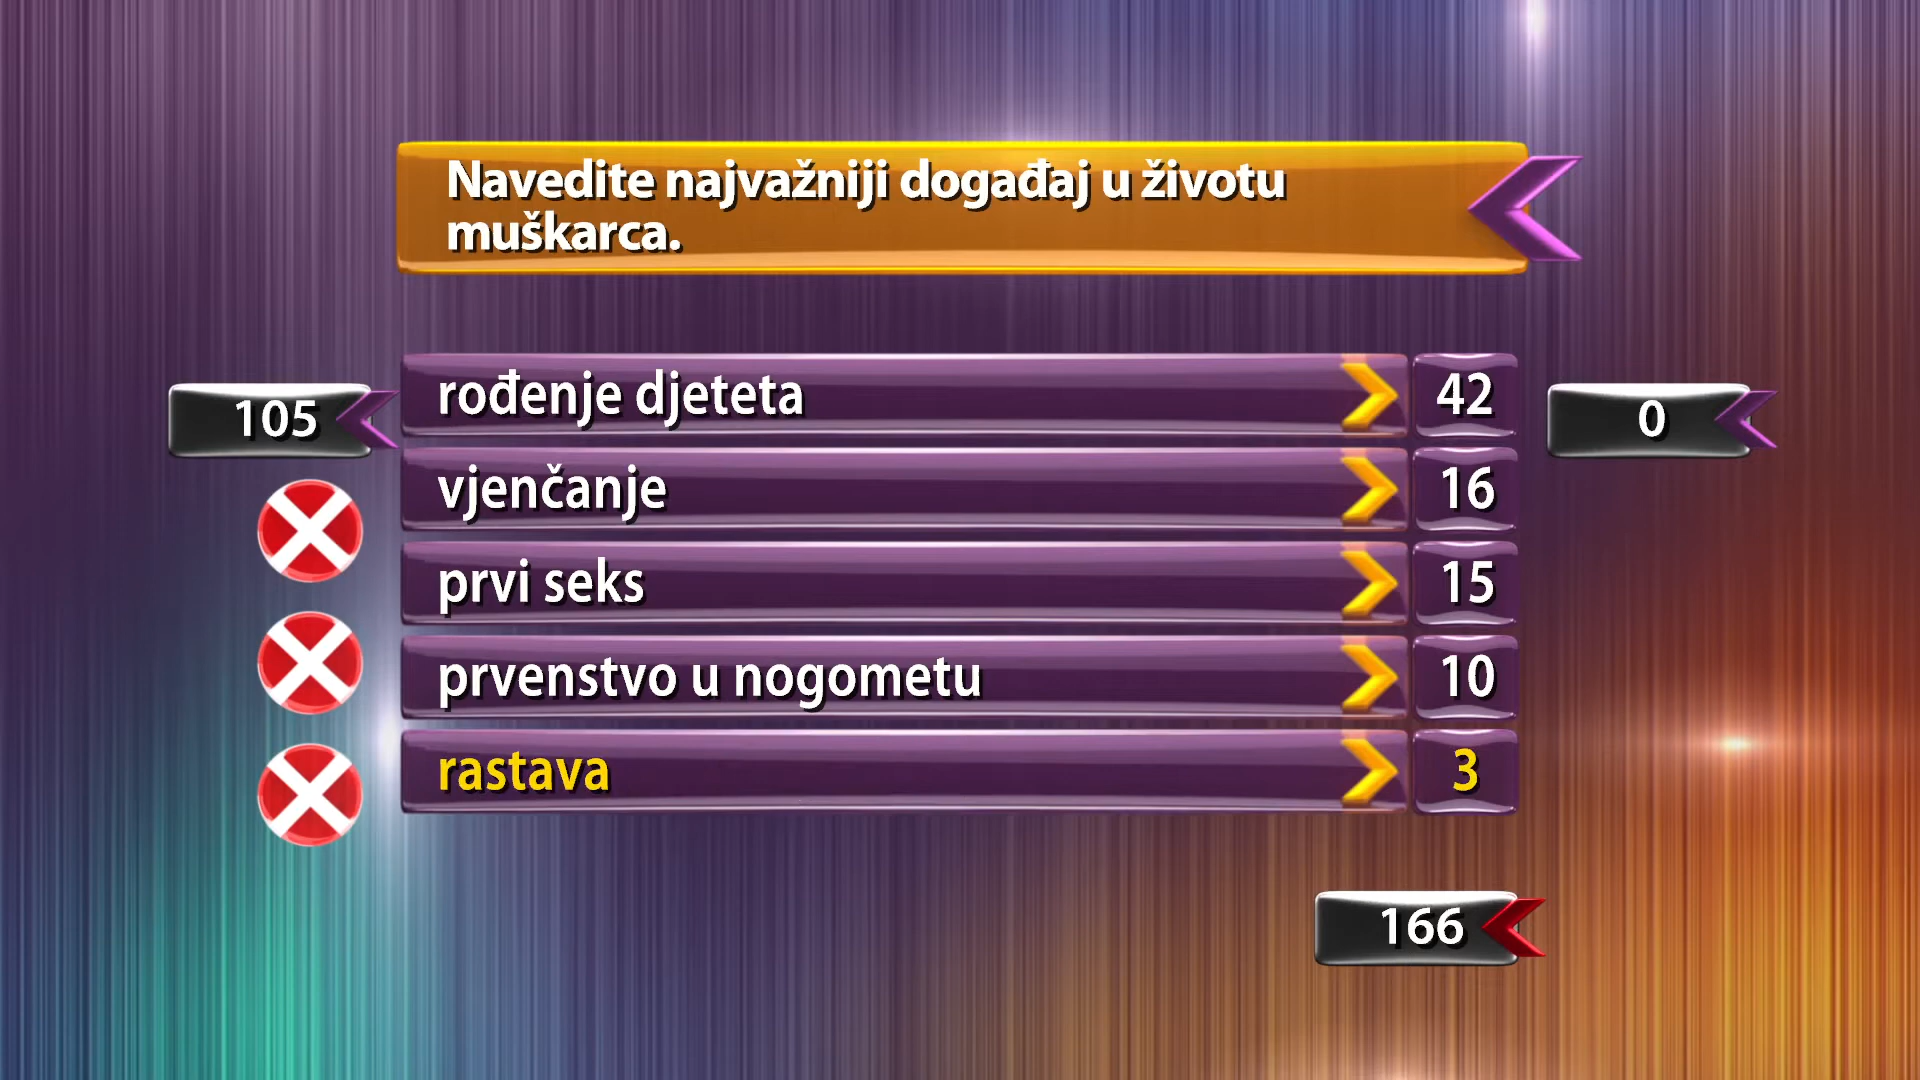 Navedite najvažniji događaj u životu
muškarca.
105
rođenje djeteta 42
0
vjenčanje 16
prvi seks 15
prvenstvo u nogometu 10
rastava 3
166